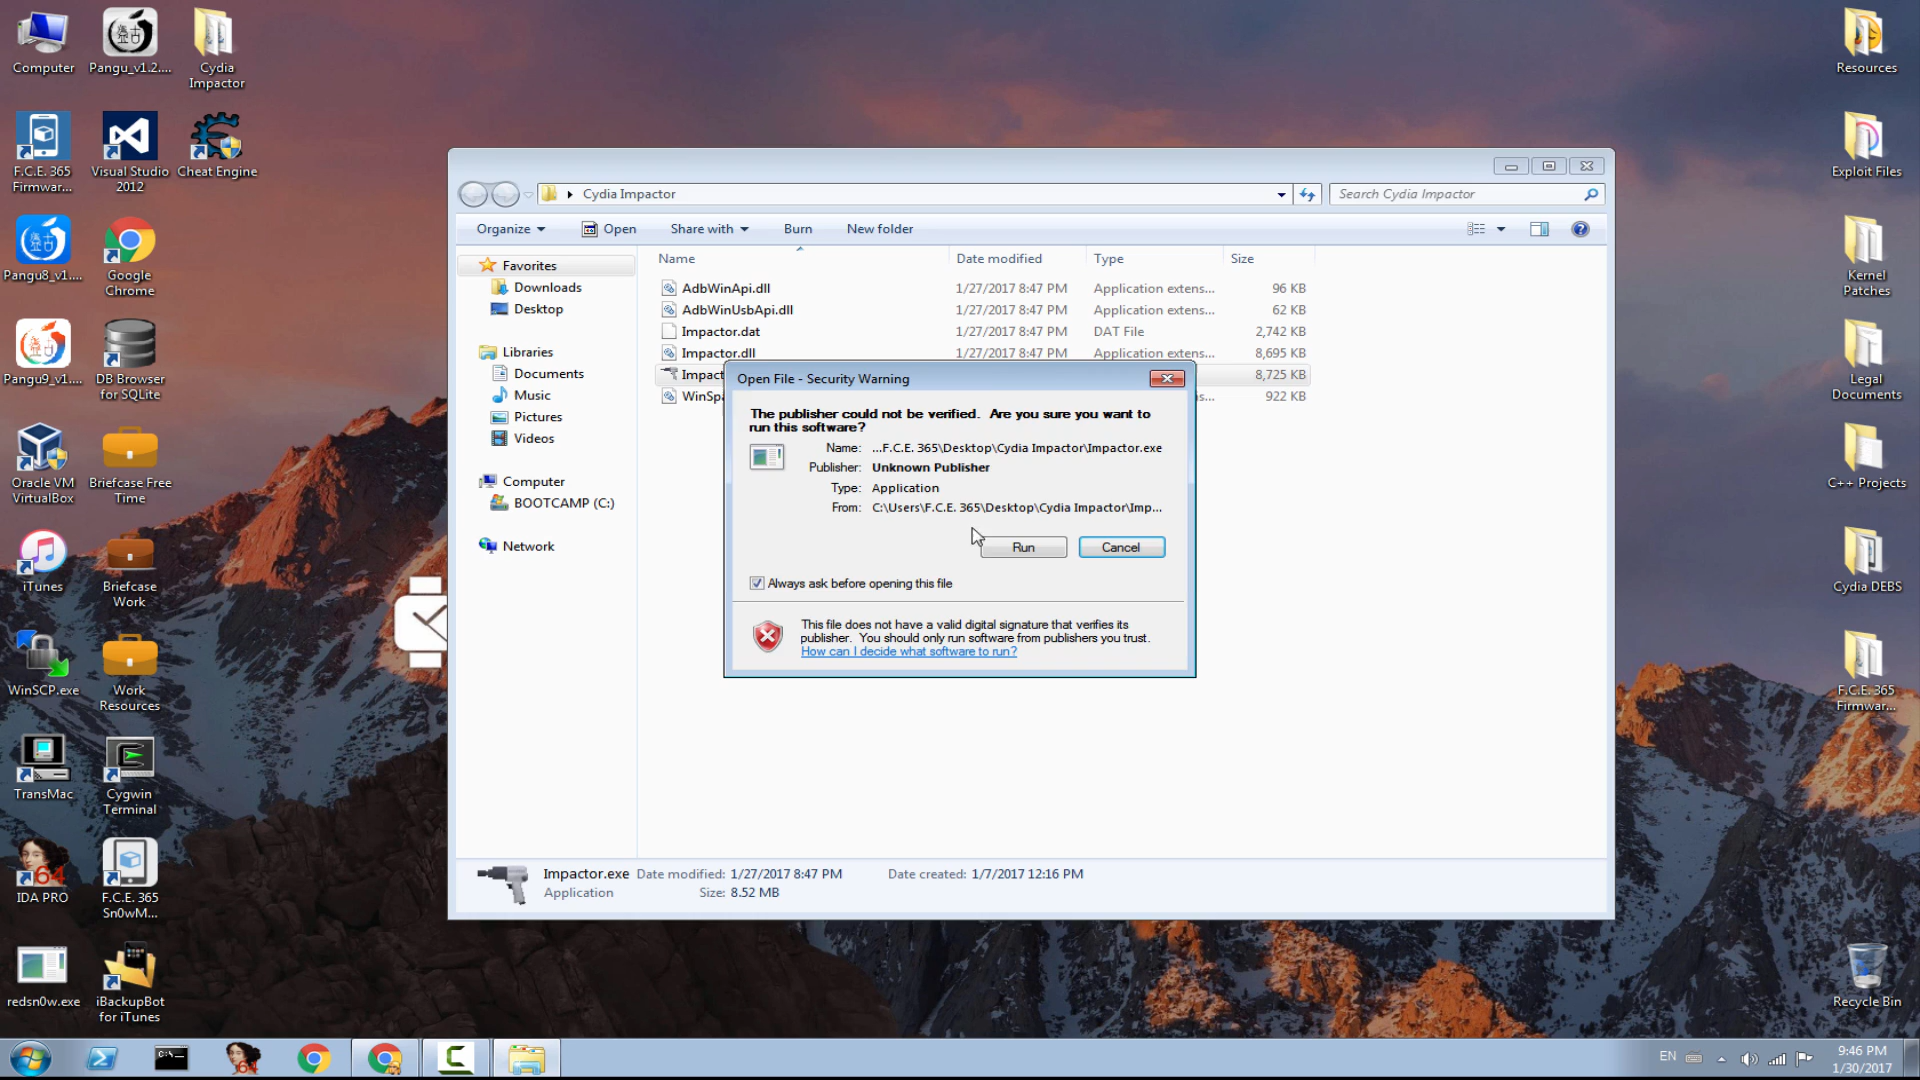 Computer
Pangu_v1.2....
Cydia
Impactor
F.C.E. 365
Firmwar...
Visual Studio
2012
Cheat Engine
Pangu8_v1....
Google
Chrome
Pangu9_v1....
DB Browser
for SQLite
Oracle VM
VirtualBox
Briefcase Free
Time
iTunes
Briefcase
Work
WinSCP.exe
Work
Resources
TransMac
Cygwin
Terminal
64
IDA PRO
F.C.E. 365
Sn0wM...
redsn0w.exe
iBackupBot
for iTunes
Cydia Impactor
Search Cydia Impactor
Organize
Open
Share with
Burn
New folder
Favorites
Downloads
Desktop
Libraries
Documents
Music
Pictures
Videos
Computer
BOOTCAMP (C:)
Network
Name Date modified Type Size
AdbWinApi.dll 1/27/2017 8:47 PM Application extens... 96 KB
AdbWinUsbApi.dll 1/27/2017 8:47 PM Application extens... 62 KB
Impactor.dat 1/27/2017 8:47 PM DAT File 2,742 KB
Impactor.dll 1/27/2017 8:47 PM Application extens... 8,695 KB
Impact 8,725 KB
WinSpa s... 922 KB
Open File - Security Warning
The publisher could not be verified. Are you sure you want to
run this software?
Name: ...F.C.E. 365\Desktop\Cydia Impactor\Impactor.exe
Publisher: Unknown Publisher
Type: Application
From: C:\Users\F.C.E. 365\Desktop\Cydia Impactor\Imp...
Run
Cancel
Always ask before opening this file
This file does not have a valid digital signature that verifies its
publisher. You should only run software from publishers you trust.
How can I decide what software to run?
Impactor.exe Date modified: 1/27/2017 8:47 PM Date created: 1/7/2017 12:16 PM
Application Size: 8.52 MB
Resources
Exploit Files
Kernel
Patches
Legal
Documents
C++ Projects
Cydia DEBS
F.C.E. 365
Firmwar...
Recycle Bin
C:\
64
EN
9:46 PM
1/30/2017